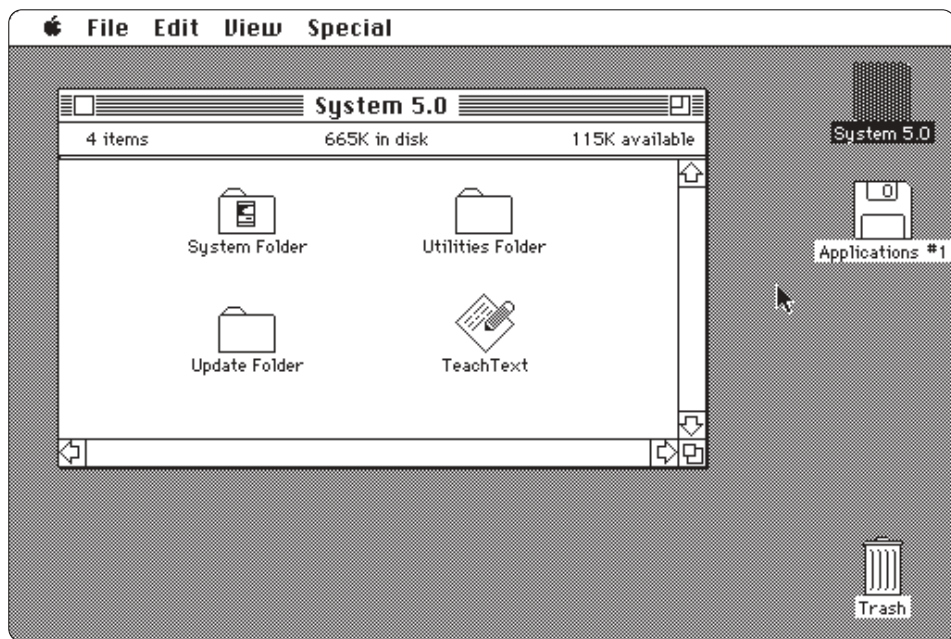 File Edit View Special
System 5.0
4 items 665K in disk 115K available
System Folder Utilities Folder
Update Folder TeachText
System 5.0
0
Applications #1
Trash